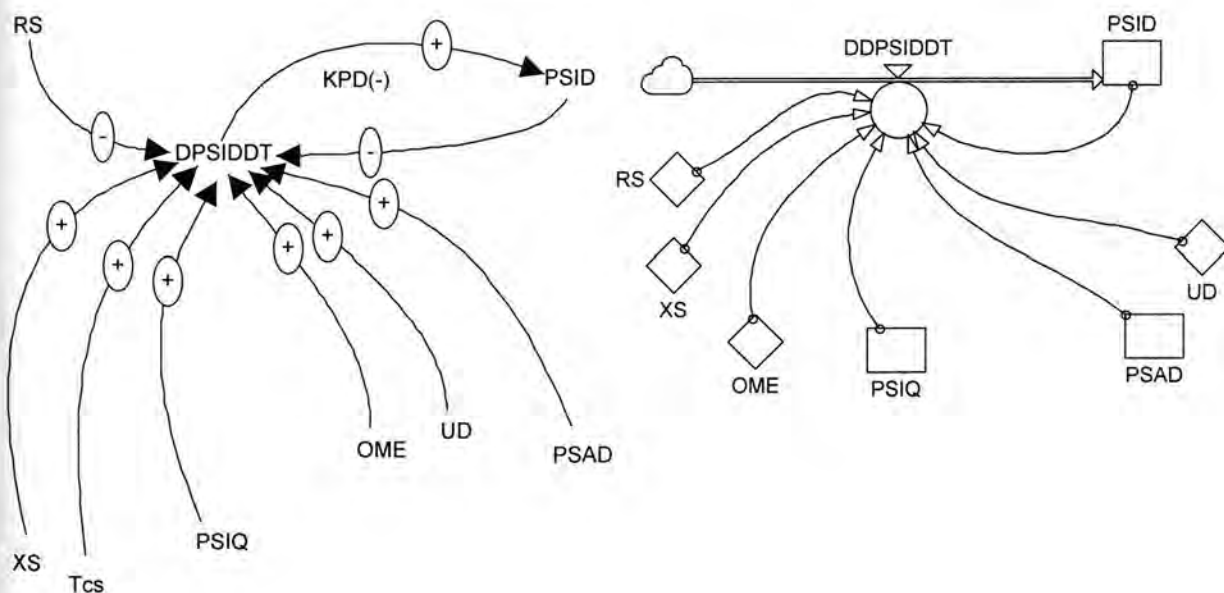 RS
+
KPD(-)
PSID
-
DPSIDDT
-
+
+
+
+
+
+
OME
UD
PSAD
PSIQ
XS
Tcs
PSID
DDPSIDDT
RS
XS
UD
OME
PSIQ
PSAD